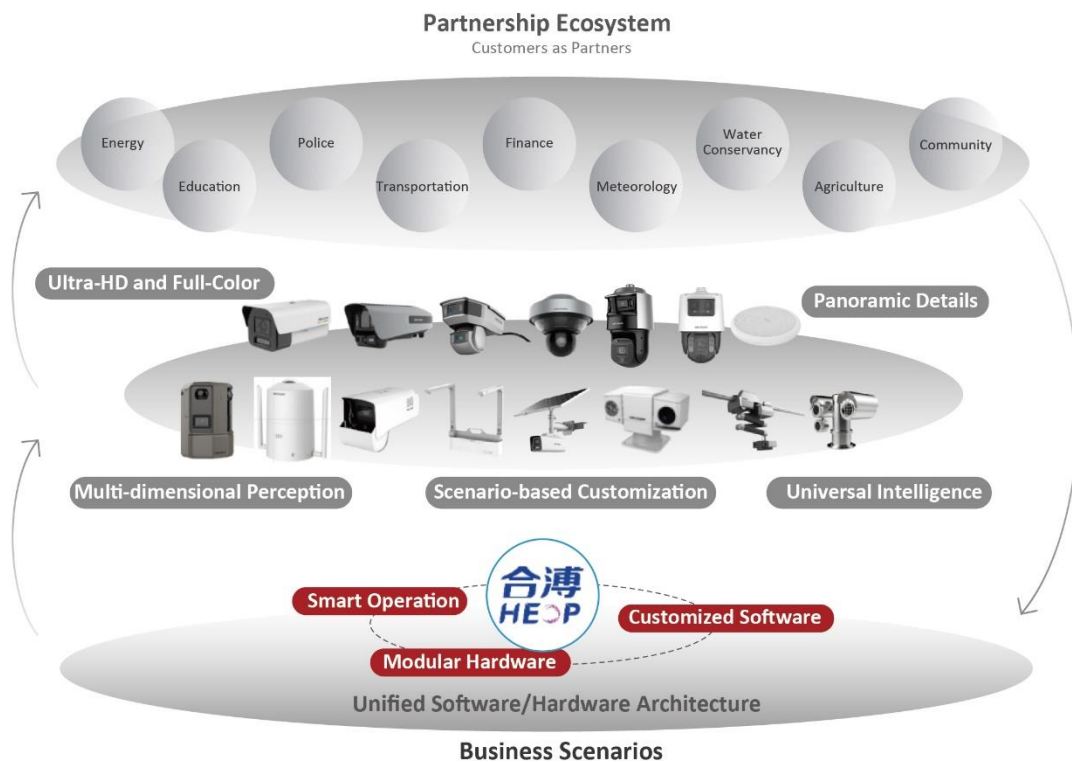 Partnership Ecosystem
Customers as Partners
Energy
Police
Finance
Water
Conservancy
Community
Education
Transportation
Meteorology
Agriculture
Ultra-HD and Full-Color
Panoramic Details
Multi-dimensional Perception
Scenario-based Customization
Universal Intelligence
合溥
HEOP
Smart Operation
Customized Software
Modular Hardware
Unified Software/Hardware Architecture
Business Scenarios